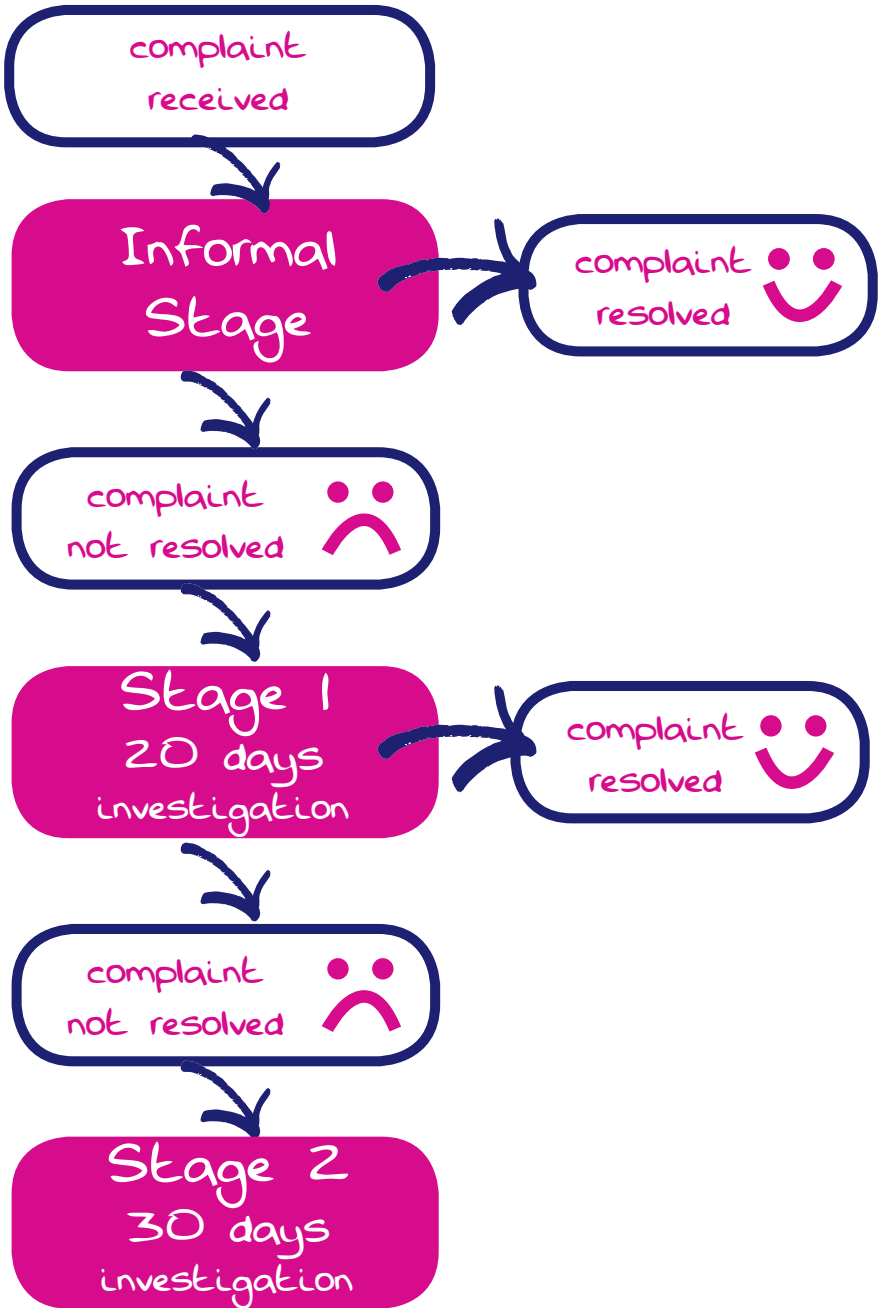 complaint
received
Informal
Stage
complaint
resolved
complaint
not resolved
Stage 1
20 days
investigation
complaint
resolved
complaint
not resolved
Stage 2
30 days
investigation